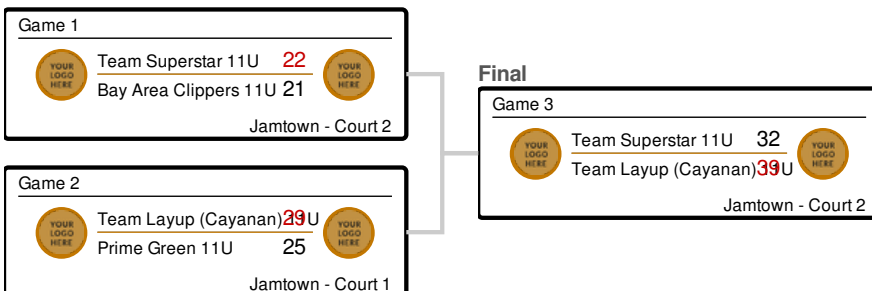 Game 1
YOUR LOGO HERE
Team Superstar 11U 22
Bay Area Clippers 11U 21
YOUR LOGO HERE
Jamtown - Court 2
Game 2
YOUR LOGO HERE
Team Layup (Cayanan) 11U 29
Prime Green 11U 25
YOUR LOGO HERE
Jamtown - Court 1
Final
Game 3
YOUR LOGO HERE
Team Superstar 11U 32
Team Layup (Cayanan) 11U 39
YOUR LOGO HERE
Jamtown - Court 2